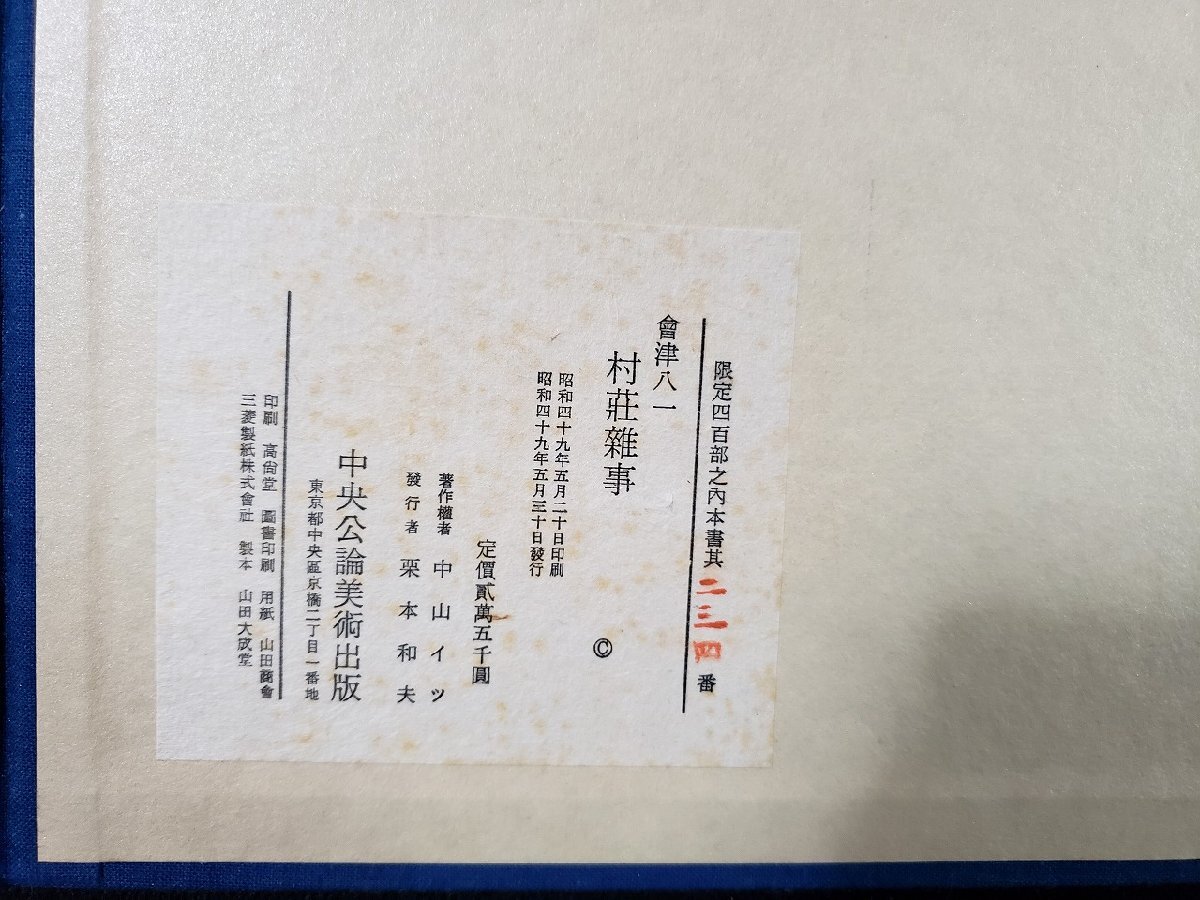 限定四百部之內本書其二三四番
會津八一
村莊雜事
昭和四十九年五月二十日印刷
昭和四十九年五月三十日發行
©
定價貳萬五千圓
著作權者 中山イツ
發行者 栗本和夫
中央公論美術出版
東京都中央區京橋二丁目一番地
印刷 高尙堂 圖書印刷 用紙 山田商會
三菱製紙株式會社 製本 山田大成堂